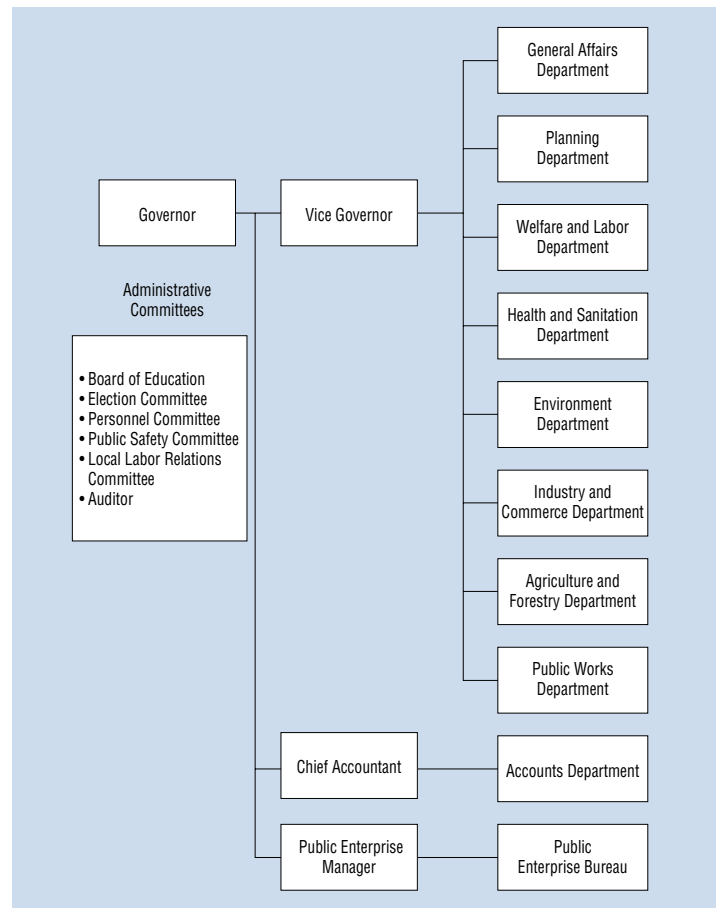 General Affairs
Department
Planning
Department
Governor
Vice Governor
Welfare and Labor
Department
Administrative
Committees
• Board of Education
• Election Committee
• Personnel Committee
• Public Safety Committee
• Local Labor Relations
Committee
• Auditor
Health and Sanitation
Department
Environment
Department
Industry and
Commerce Department
Agriculture and
Forestry Department
Public Works
Department
Chief Accountant
Accounts Department
Public Enterprise
Manager
Public
Enterprise Bureau